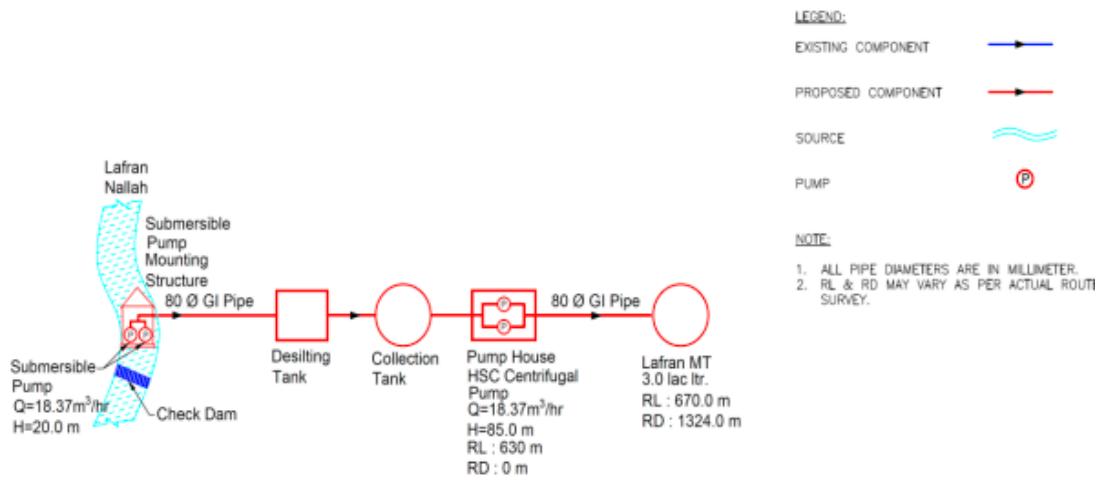 LEGEND:
EXISTING COMPONENT
PROPOSED COMPONENT
SOURCE
PUMP
P
NOTE:
1. ALL PIPE DIAMETERS ARE IN MILLIMETER.
2. RL & RD MAY VARY AS PER ACTUAL ROUTE
SURVEY.
Lafran
Nallah
Submersible
Pump
Mounting
Structure
80 Ø GI Pipe
P P
Submersible
Pump
Q=18.37m³/hr
H=20.0 m
Check Dam
Desilting
Tank
Collection
Tank
P
P
Pump House
HSC Centrifugal
Pump
Q=18.37m³/hr
H=85.0 m
RL : 630 m
RD : 0 m
80 Ø GI Pipe
Lafran MT
3.0 lac ltr.
RL : 670.0 m
RD : 1324.0 m